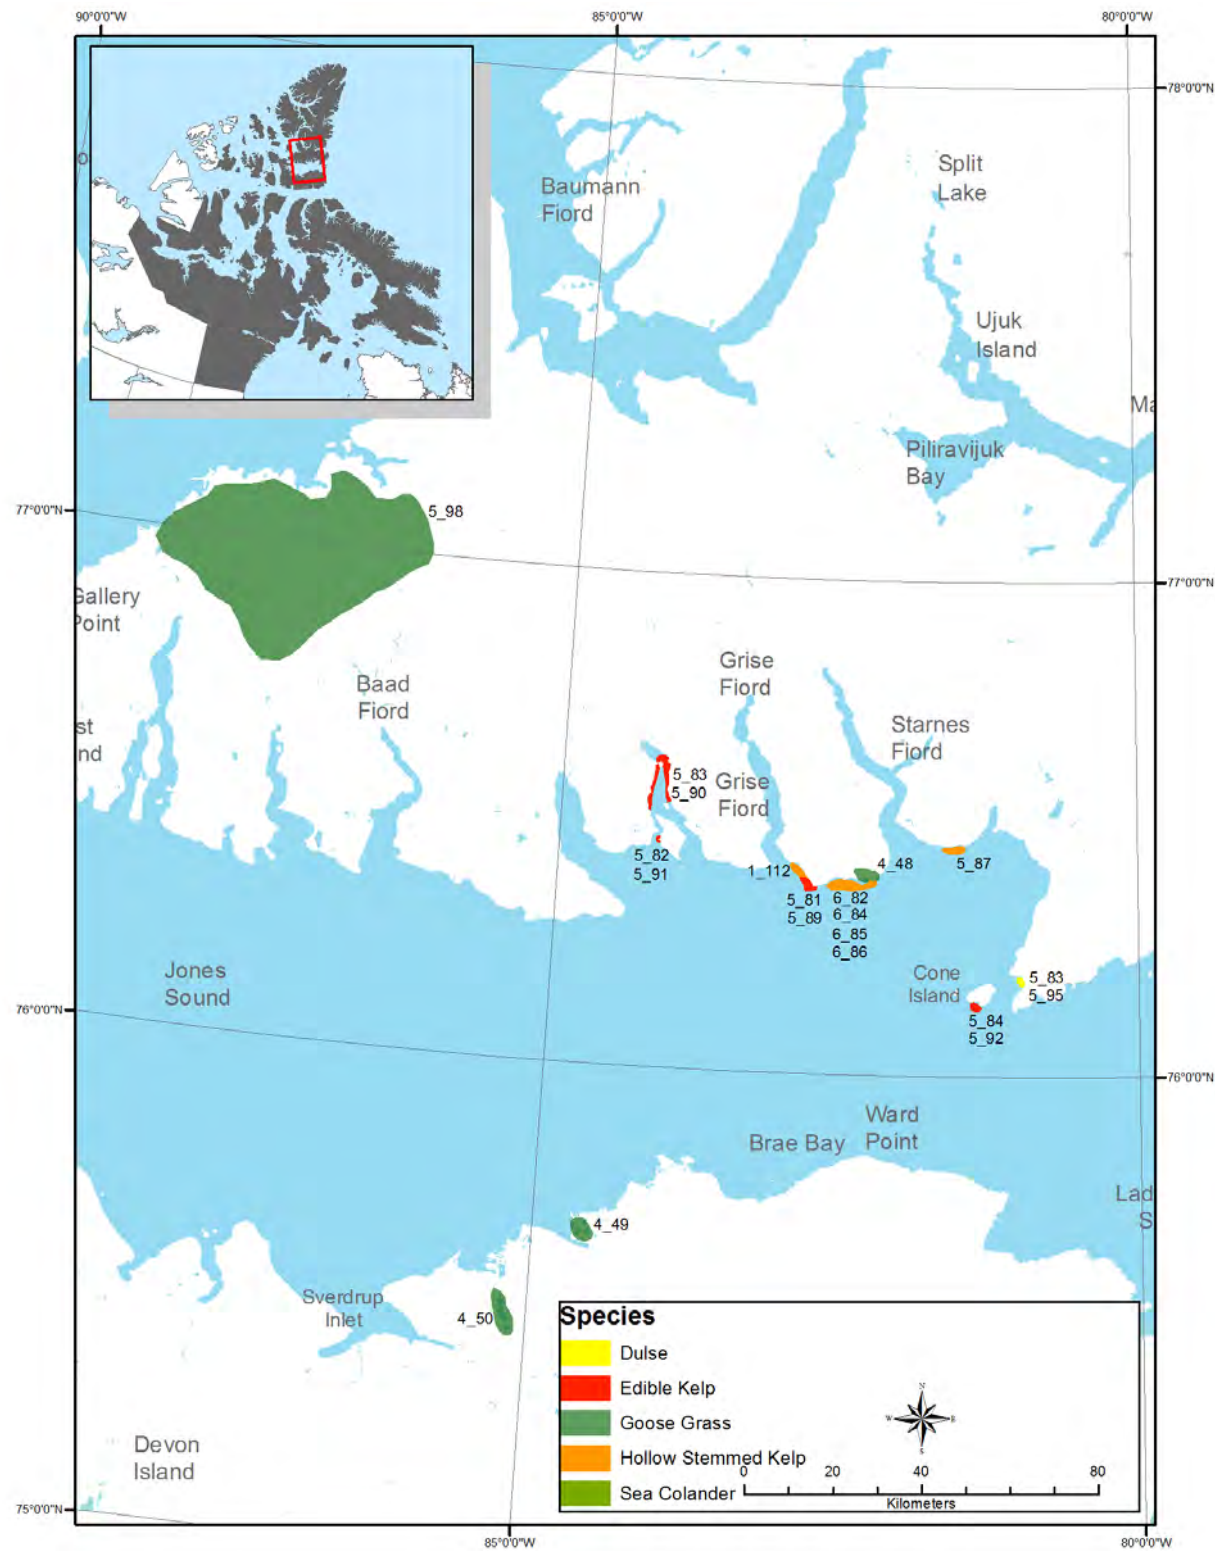 90°0'0"W
85°0'0"W
80°0'0"W
78°0'0"N
Split
Lake
Baumann
Fiord
Ujuk
Island
Ma
Piliravijuk
Bay
77°0'0"N
5_98
77°0'0"N
Gallery
Point
Baad
Fiord
Grise
Fiord
Starnes
Fiord
st
nd
5_83
5_90
Grise
Fiord
5_82
5_91
1_112
4_48
5_87
5_81
5_89
6_82
6_84
6_85
6_86
Jones
Sound
Cone
Island
5_83
5_95
5_84
5_92
76°0'0"N
76°0'0"N
Ward
Point
Brae Bay
Lad
S
4_49
Sverdrup
Inlet
4_50
Devon
Island
Species
Dulse
Edible Kelp
Goose Grass
Hollow Stemmed Kelp
Sea Colander
N
W
E
S
0 20 40 80
Kilometers
75°0'0"N
85°0'0"W
80°0'0"W